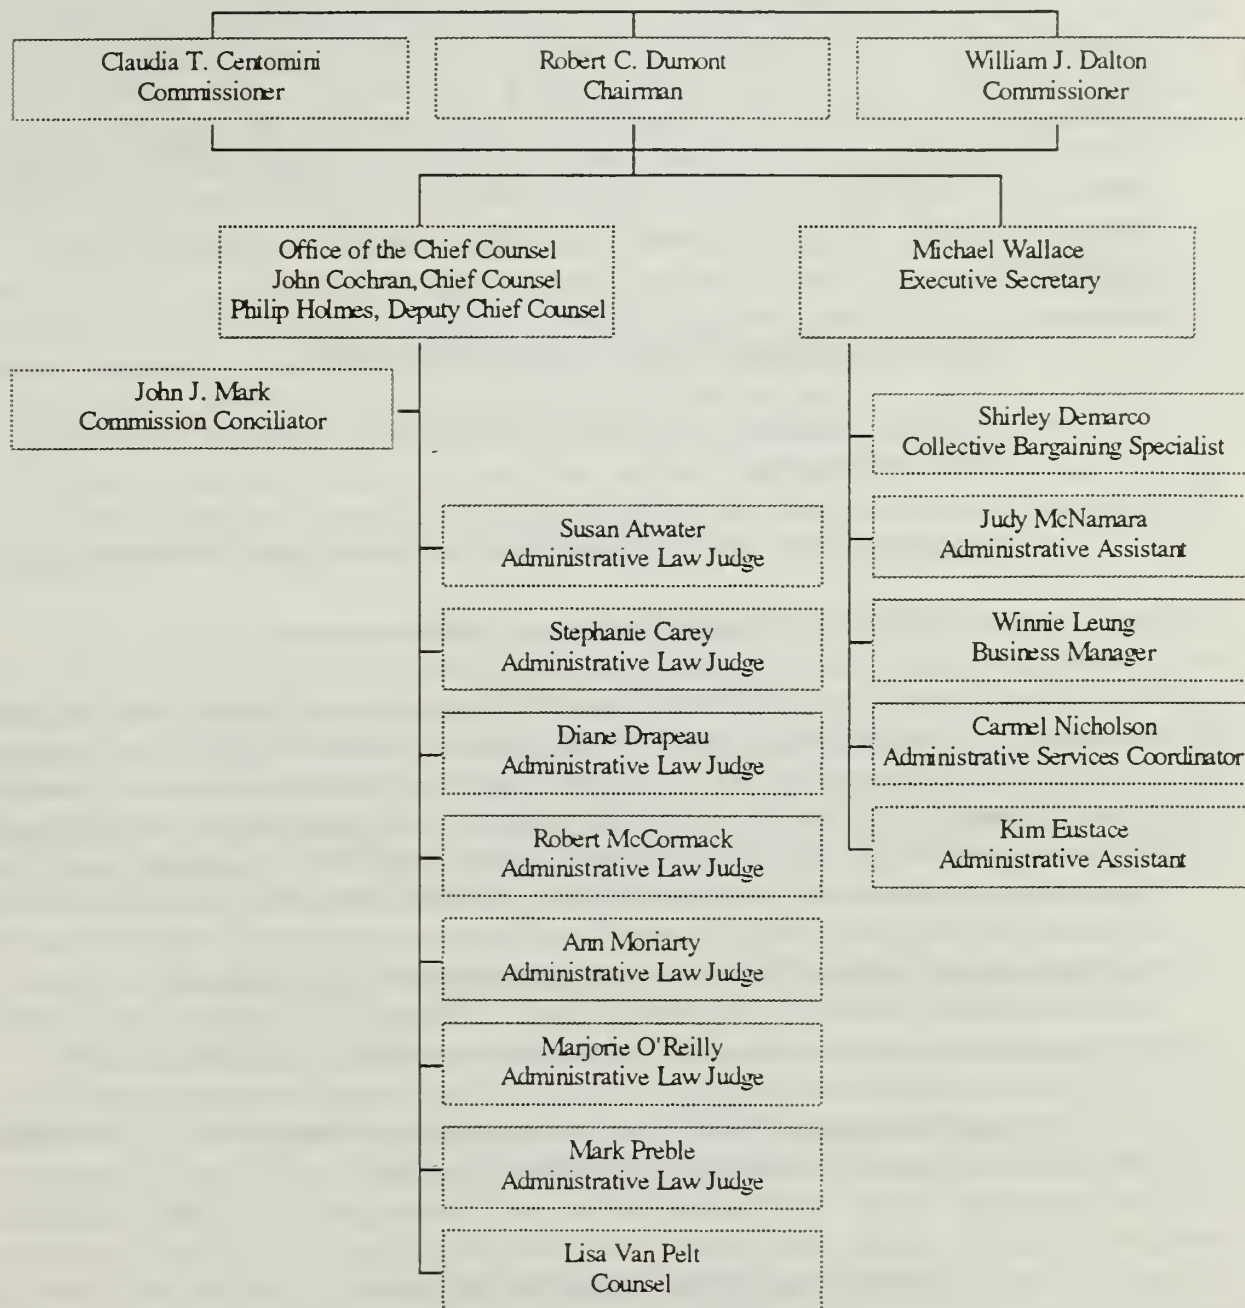 Claudia T. Centomini
Commissioner
Robert C. Dumont
Chairman
William J. Dalton
Commissioner
Office of the Chief Counsel
John Cochran, Chief Counsel
Philip Holmes, Deputy Chief Counsel
Michael Wallace
Executive Secretary
John J. Mark
Commission Conciliator
Susan Atwater
Administrative Law Judge
Stephanie Carey
Administrative Law Judge
Diane Drapeau
Administrative Law Judge
Robert McCormack
Administrative Law Judge
Ann Moriarty
Administrative Law Judge
Marjorie O'Reilly
Administrative Law Judge
Mark Preble
Administrative Law Judge
Lisa Van Pelt
Counsel
Shirley Demarco
Collective Bargaining Specialist
Judy McNamara
Administrative Assistant
Winnie Leung
Business Manager
Carmel Nicholson
Administrative Services Coordinator
Kim Eustace
Administrative Assistant